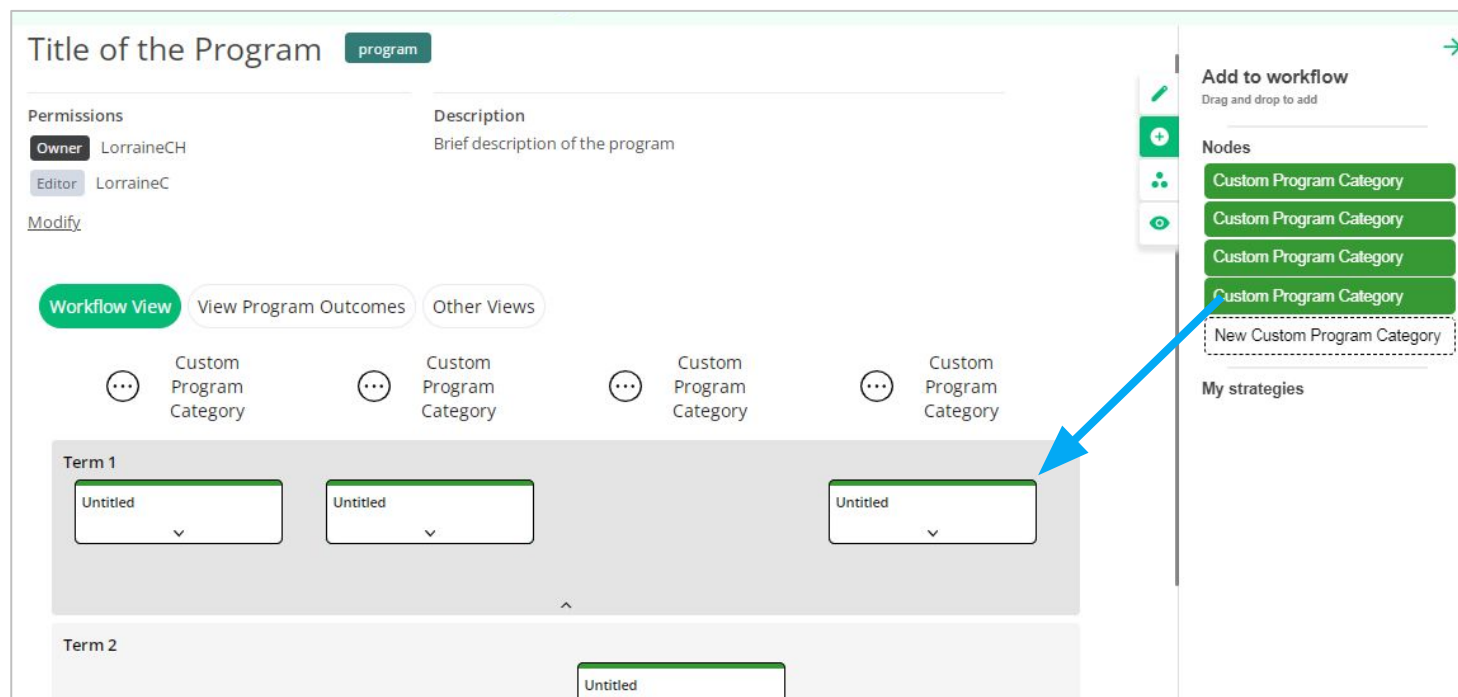 Title of the Program
program
Permissions
Owner LorraineCH
Editor LorraineC
Modify
Description
Brief description of the program
Workflow View
View Program Outcomes
Other Views
Custom
Program
Category
Custom
Program
Category
Custom
Program
Category
Custom
Program
Category
Term 1
Untitled
Untitled
Untitled
Term 2
Untitled
Add to workflow
Drag and drop to add
Nodes
Custom Program Category
Custom Program Category
Custom Program Category
Custom Program Category
New Custom Program Category
My strategies